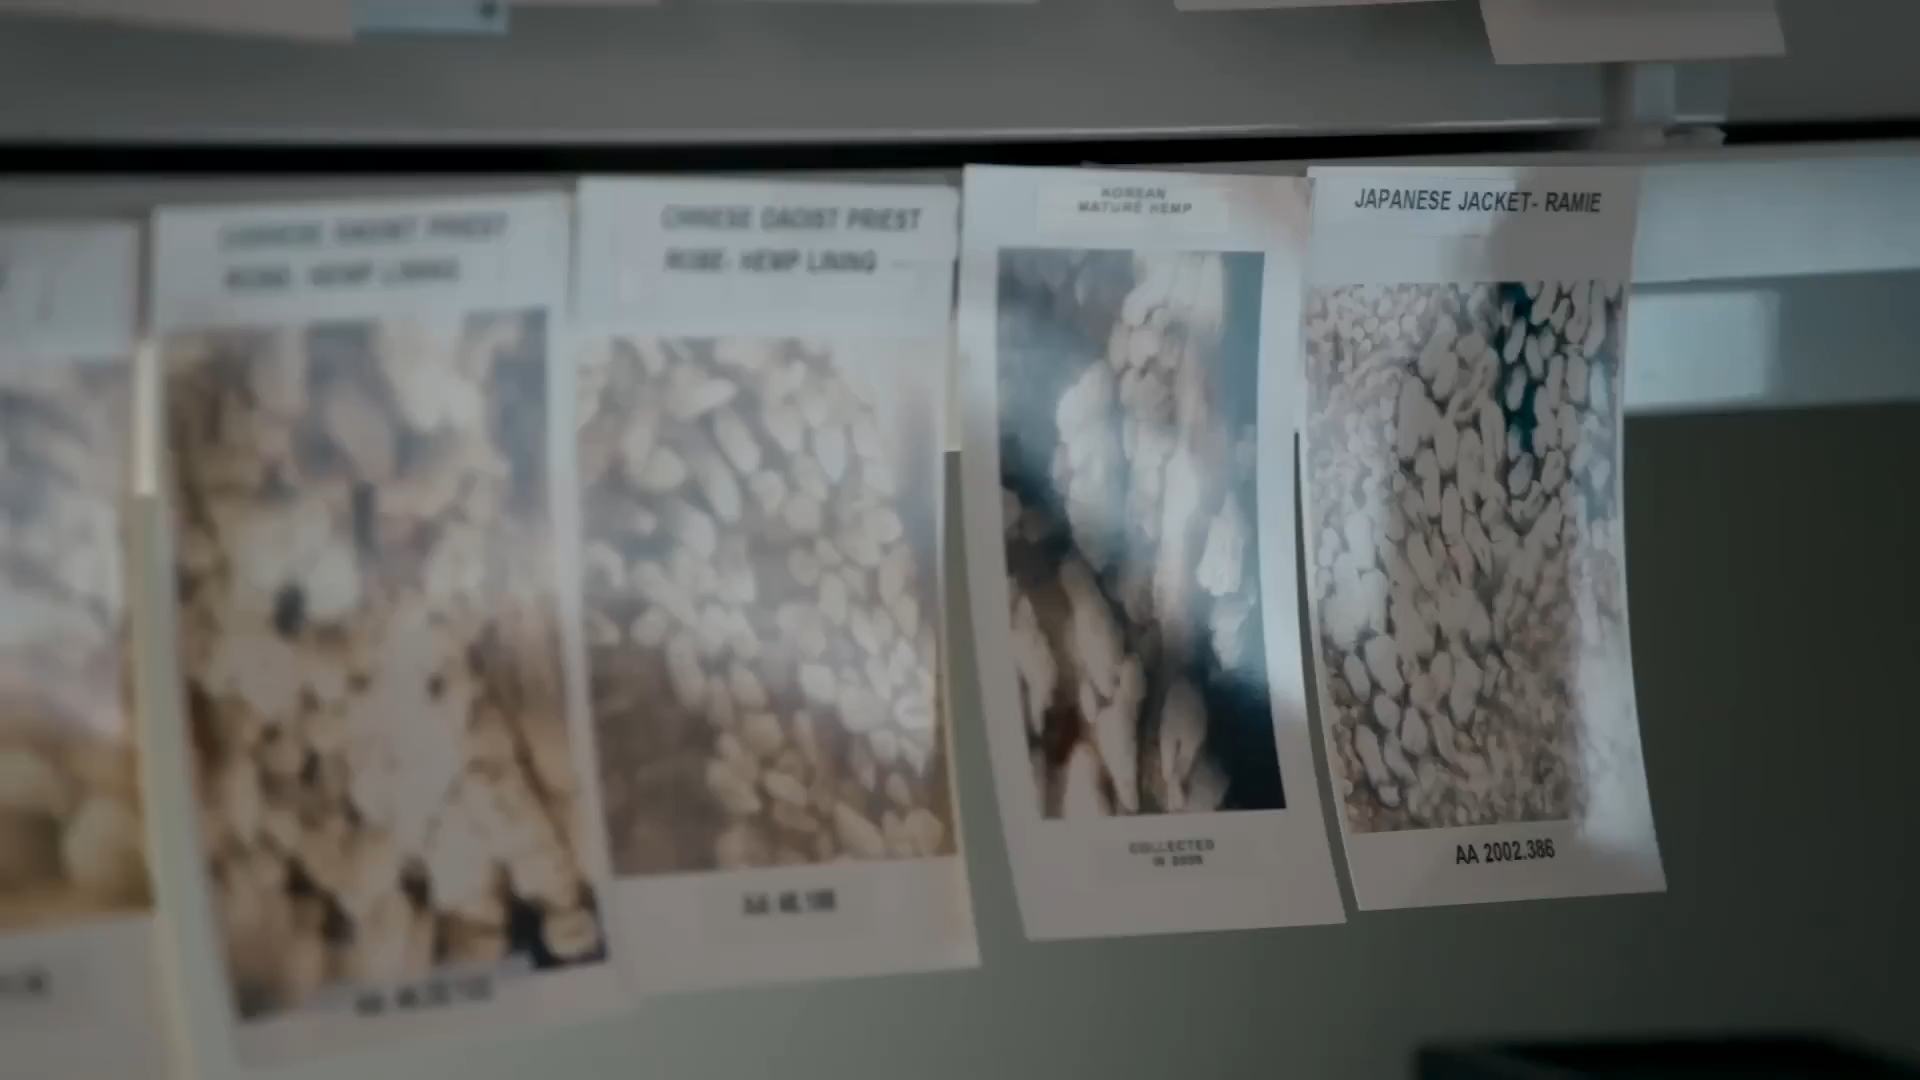 CHINESE DAOIST PRIEST
ROBE- HEMP LINING
CHINESE DAOIST PRIEST
ROBE- HEMP LINING
KOREAN
MATURE HEMP
JAPANESE JACKET- RAMIE
COLLECTED
AA 2002.386